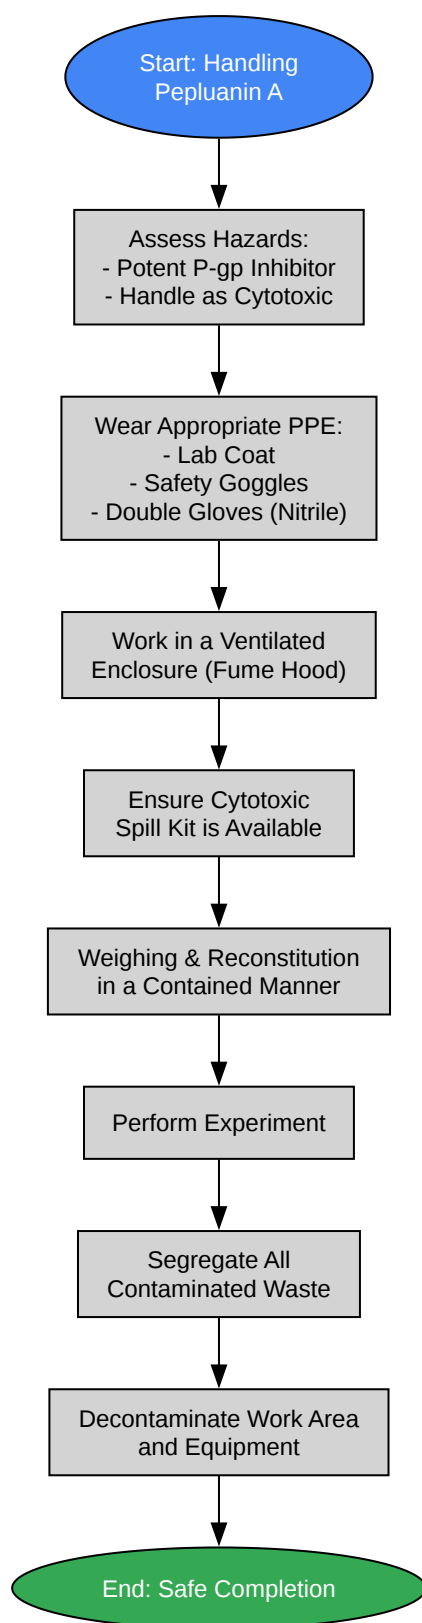 Start: Handling
Pepluanin A
Assess Hazards:
- Potent P-gp Inhibitor
- Handle as Cytotoxic
Wear Appropriate PPE:
- Lab Coat
- Safety Goggles
- Double Gloves (Nitrile)
Work in a Ventilated
Enclosure (Fume Hood)
Ensure Cytotoxic
Spill Kit is Available
Weighing & Reconstitution
in a Contained Manner
Perform Experiment
Segregate All
Contaminated Waste
Decontaminate Work Area
and Equipment
End: Safe Completion